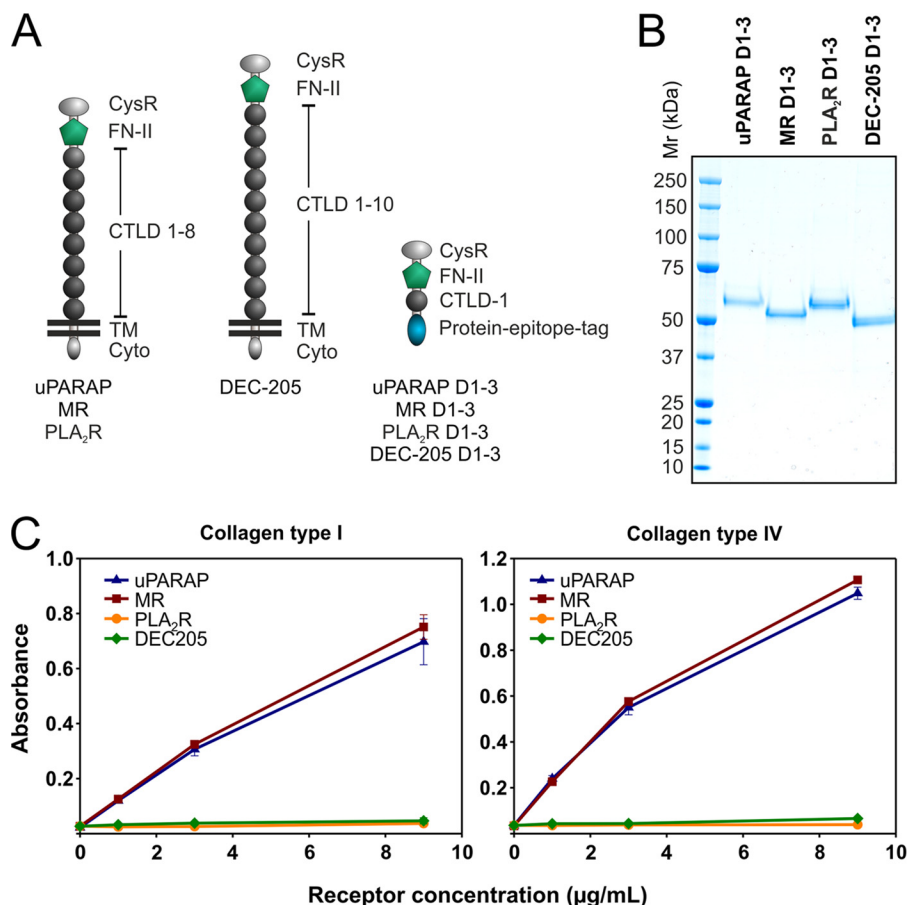 A
CysR
FN-II
CTLD 1-8
TM
Cyto
uPARAP
MR
PLA₂R
CysR
FN-II
CTLD 1-10
TM
Cyto
DEC-205
CysR
FN-II
CTLD-1
Protein-epitope-tag
uPARAP D1-3
MR D1-3
PLA₂R D1-3
DEC-205 D1-3
B
Mr (kDa)
uPARAP D1-3
MR D1-3
PLA₂R D1-3
DEC-205 D1-3
250
150
100
75
50
37
25
20
15
10
C
Collagen type I
Absorbance
1.0
0.8
0.6
0.4
0.2
uPARAP
MR
PLA₂R
DEC205
0 2 4 6 8 10
Collagen type IV
1.2
1.0
0.8
0.6
0.4
0.2
uPARAP
MR
PLA₂R
DEC205
0 2 4 6 8 10
Receptor concentration (µg/mL)